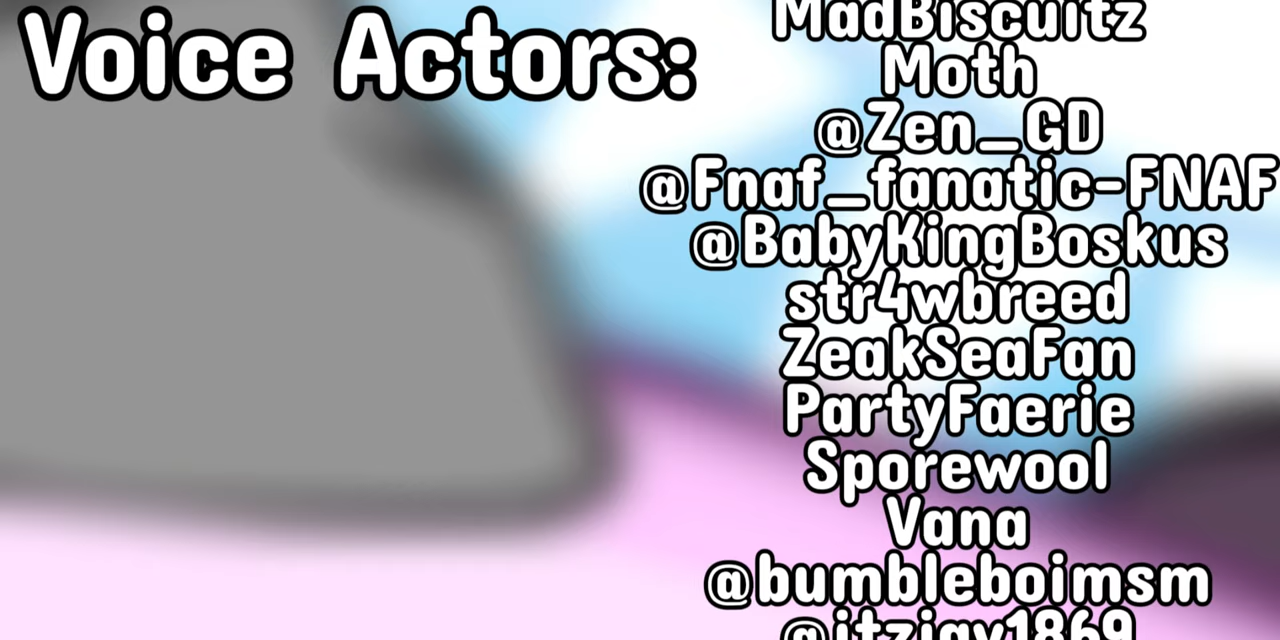 Voice Actors:
MadBiscuitz
Moth
@Zen_GD
@Fnaf_fanatic-FNAF
@BabyKingBoskus
str4wbreed
ZeakSeaFan
PartyFaerie
Sporewool
Vana
@bumbleboimsm